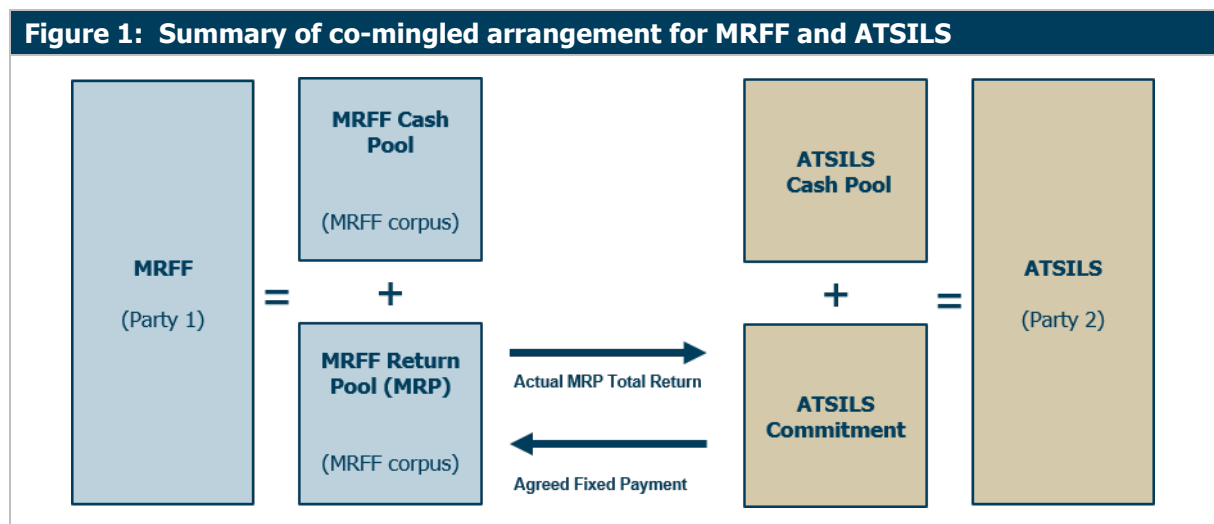 Figure 1:  Summary of co-mingled arrangement for MRFF and ATSILS
MRFF
(Party 1)
=
MRFF Cash
Pool
(MRFF corpus)
+
MRFF Return
Pool (MRP)
(MRFF corpus)
Actual MRP Total Return
Agreed Fixed Payment
ATSILS
Cash Pool
+
ATSILS
Commitment
=
ATSILS
(Party 2)